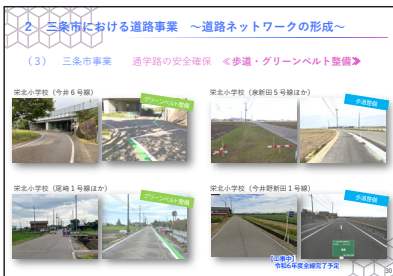 2 三条市における道路事業 ～道路ネットワークの形成～
（3） 三条市事業 通学路の安全確保 ≪歩道・グリーンベルト整備≫
栄北小学校（今井６号線）
グリーンベルト整備
栄北小学校（泉新田５号線ほか）
歩道整備
栄北小学校（尾崎１号線ほか）
グリーンベルト整備
栄北小学校（今井野新田１号線）
歩道整備
【工事中】
令和6年度全線完了予定
30